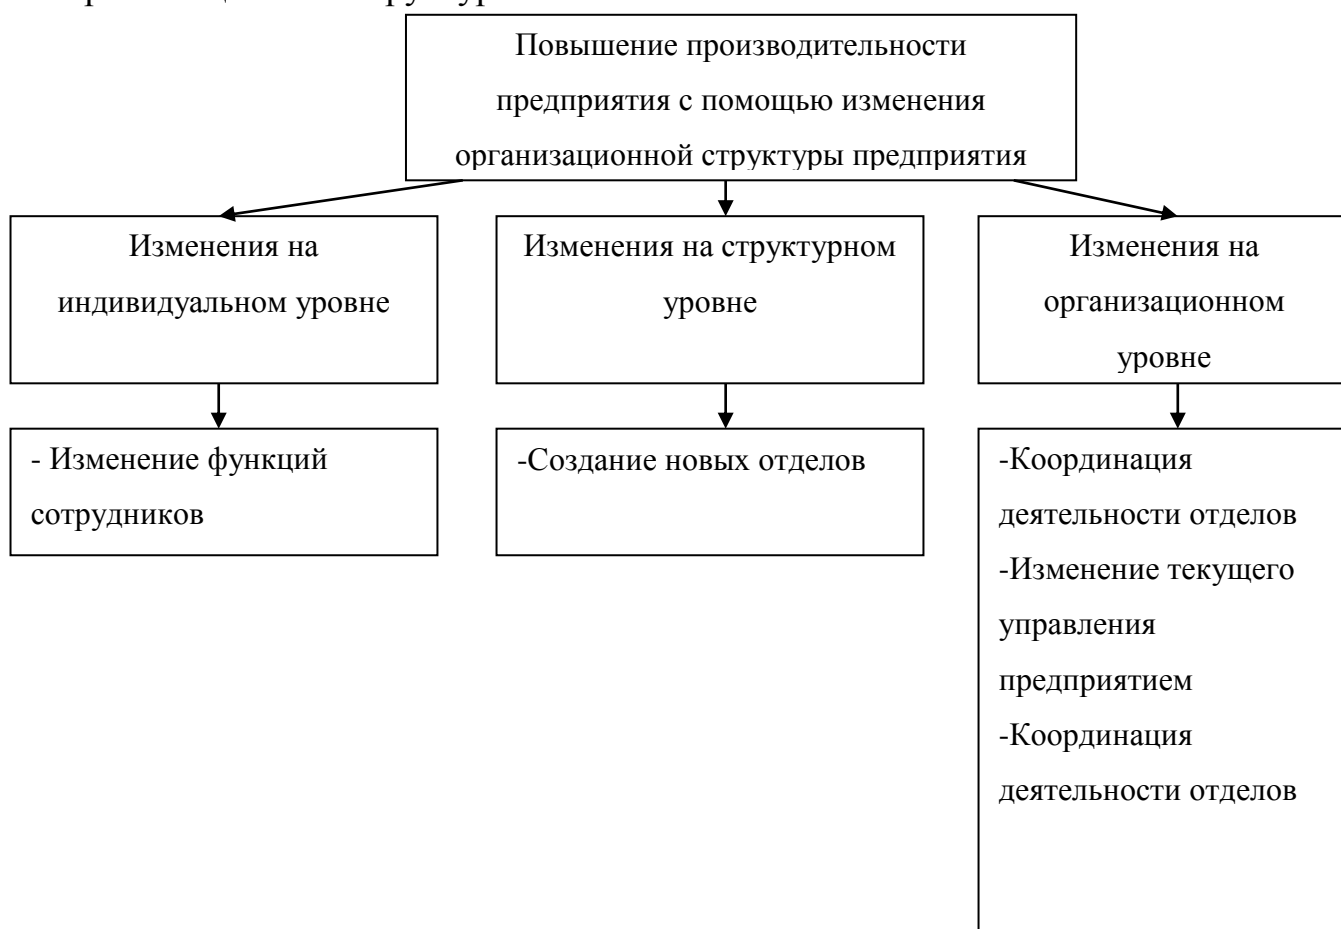 Повышение производительности
предприятия с помощью изменения
организационной структуры предприятия
Изменения на
индивидуальном уровне
Изменения на структурном
уровне
Изменения на
организационном
уровне
- Изменение функций
сотрудников
-Создание новых отделов
-Координация
деятельности отделов
-Изменение текущего
управления
предприятием
-Координация
деятельности отделов